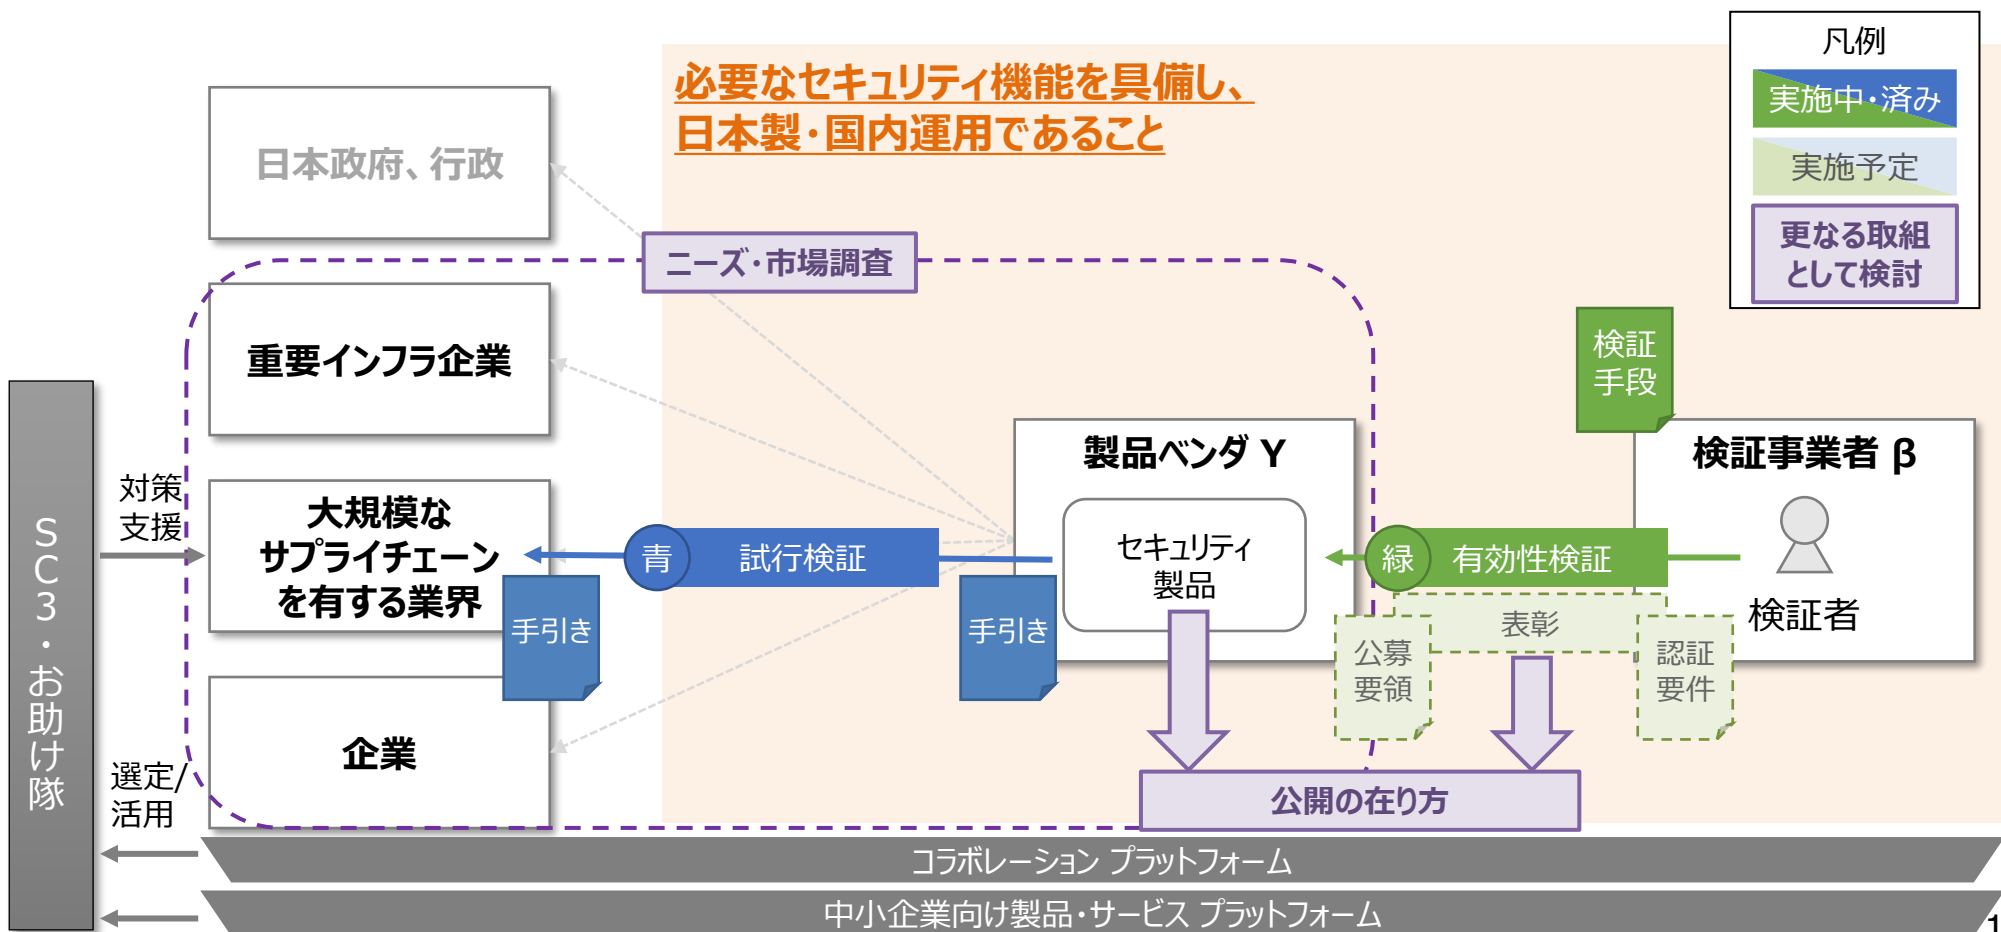 凡例
実施中・済み
実施予定
更なる取組
として検討
必要なセキュリティ機能を具備し、
日本製・国内運用であること
日本政府、行政
ニーズ・市場調査
重要インフラ企業
検証
手段
製品ベンダ Y
検証事業者 β
対策
支援
大規模な
サプライチェーン
を有する業界
青
試行検証
セキュリティ
製品
緑
有効性検証
検証者
手引き
手引き
表彰
公募
要領
認証
要件
SC3・お助け隊
企業
選定/
活用
公開の在り方
コラボレーション プラットフォーム
中小企業向け製品・サービス プラットフォーム
1